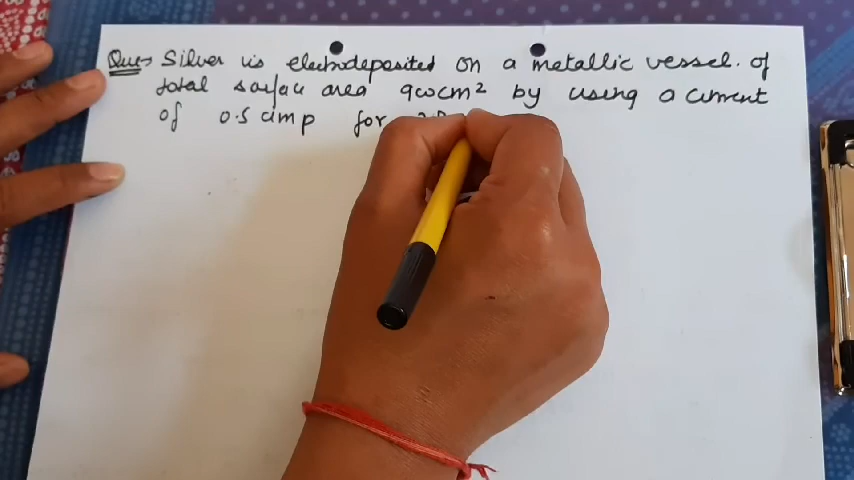 Que→ Silver is electrodeposited on a metallic vessel. of
total surface area 900cm² by using a current
of 0.5 amp for